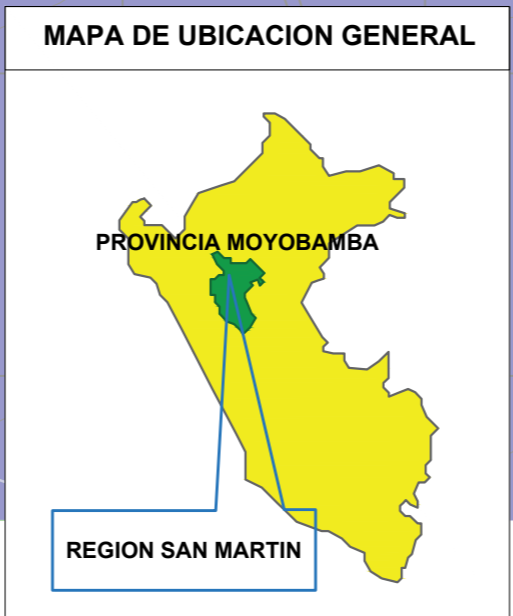 MAPA DE UBICACION GENERAL
PROVINCIA MOYOBAMBA
REGION SAN MARTIN